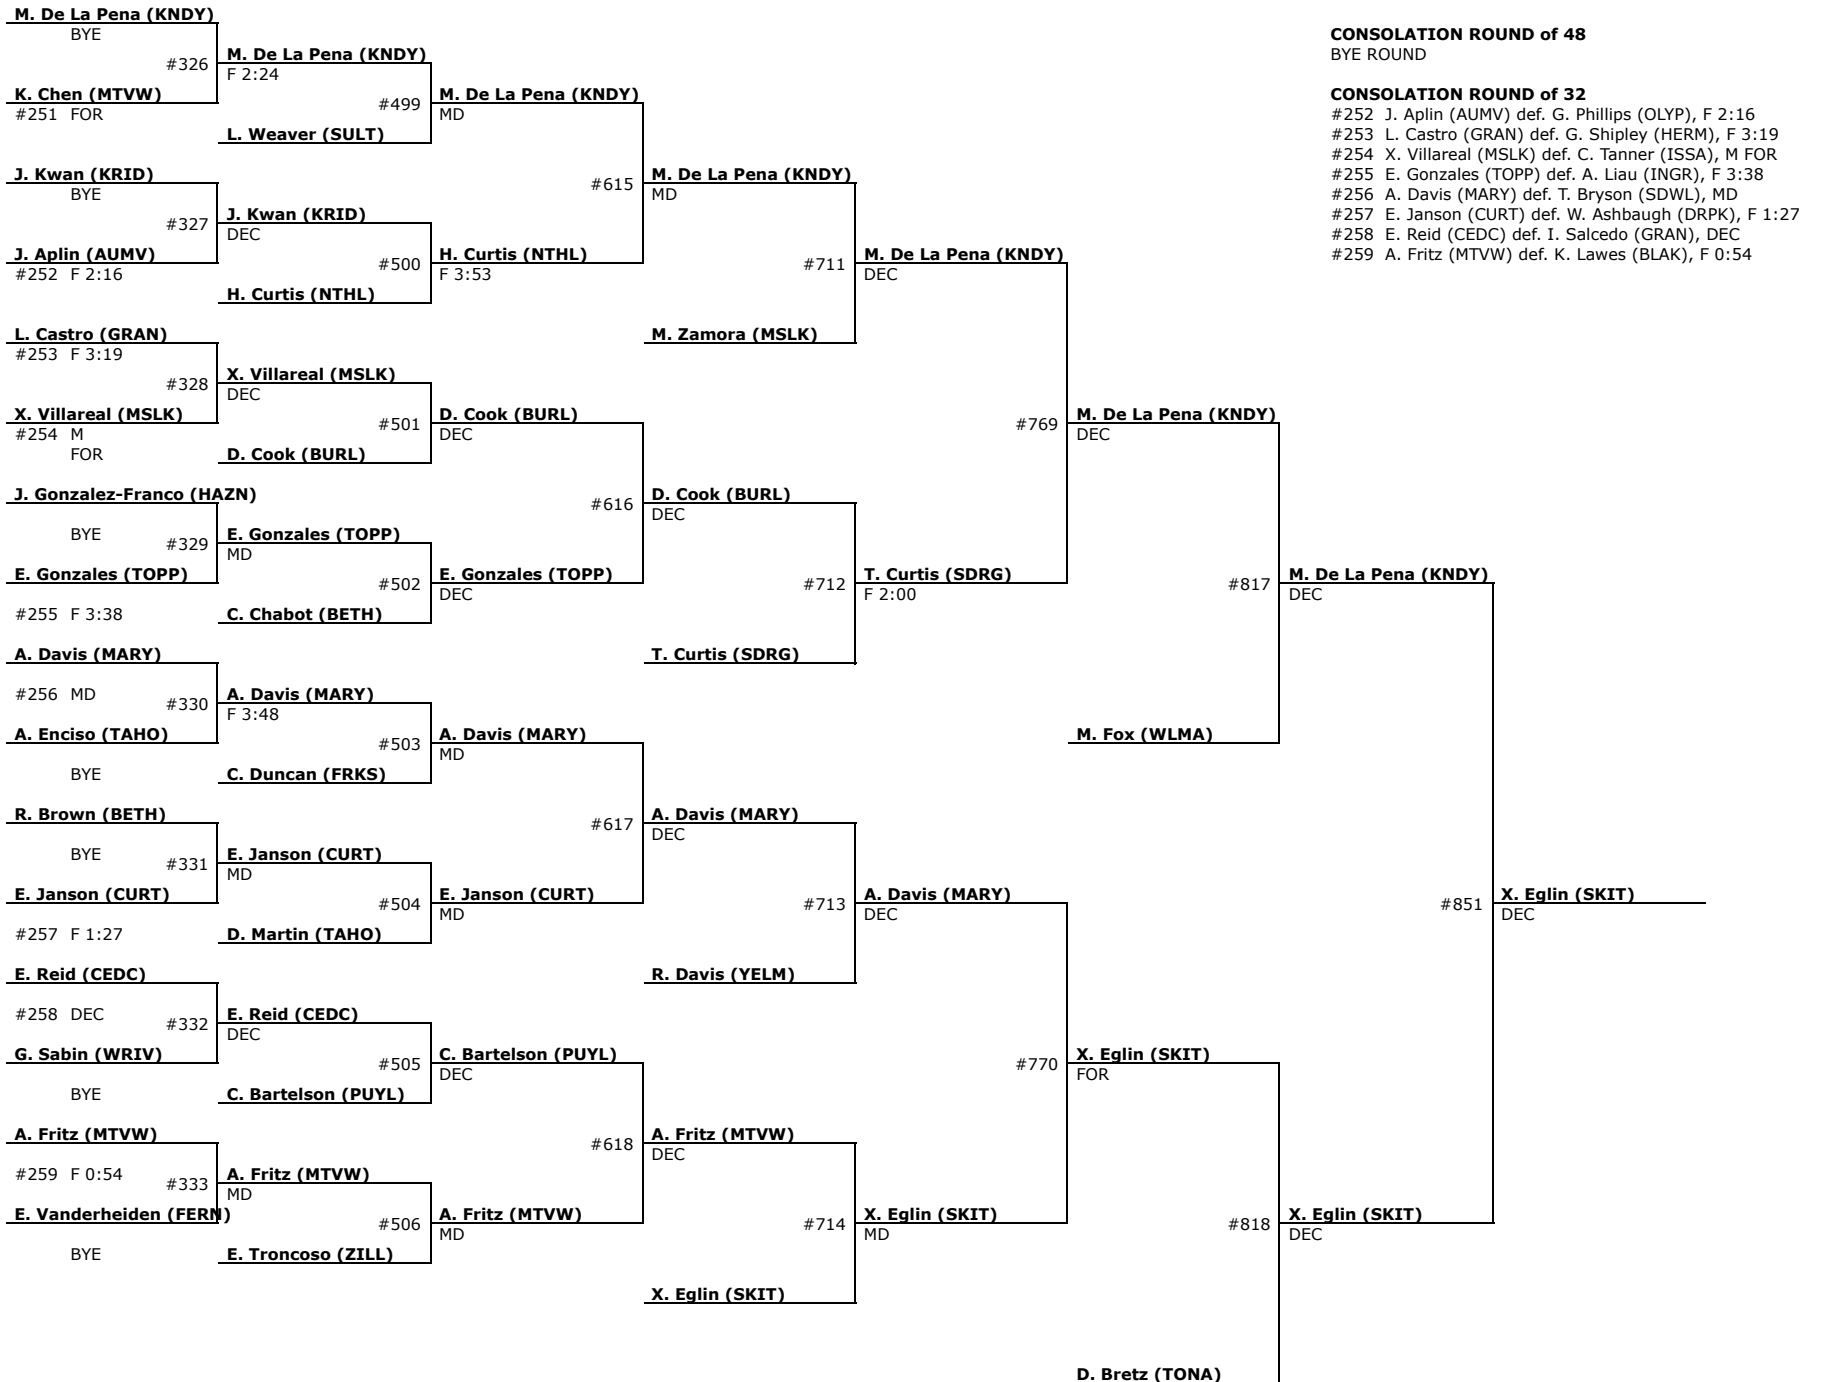 M. De La Pena (KNDY)
BYE
#326
K. Chen (MTVW)
#251 FOR
J. Kwan (KRID)
BYE
#327
J. Aplin (AUMV)
#252 F 2:16
L. Castro (GRAN)
#253 F 3:19
#328
X. Villareal (MSLK)
#254 M
FOR
J. Gonzalez-Franco (HAZN)
BYE
#329
E. Gonzales (TOPP)
#255 F 3:38
A. Davis (MARY)
#256 MD
#330
A. Enciso (TAHO)
BYE
R. Brown (BETH)
BYE
#331
E. Janson (CURT)
#257 F 1:27
E. Reid (CEDC)
#258 DEC
#332
G. Sabin (WRIV)
BYE
A. Fritz (MTVW)
#259 F 0:54
#333
E. Vanderheiden (FERN)
BYE
M. De La Pena (KNDY)
F 2:24
#499
L. Weaver (SULT)
J. Kwan (KRID)
DEC
#500
H. Curtis (NTHL)
X. Villareal (MSLK)
DEC
#501
D. Cook (BURL)
E. Gonzales (TOPP)
MD
#502
C. Chabot (BETH)
A. Davis (MARY)
F 3:48
#503
C. Duncan (FRKS)
E. Janson (CURT)
MD
#504
D. Martin (TAHO)
E. Reid (CEDC)
DEC
#505
C. Bartelson (PUYL)
A. Fritz (MTVW)
MD
#506
E. Troncoso (ZILL)
M. De La Pena (KNDY)
MD
#615
H. Curtis (NTHL)
F 3:53
D. Cook (BURL)
DEC
#616
E. Gonzales (TOPP)
DEC
A. Davis (MARY)
MD
#617
E. Janson (CURT)
MD
C. Bartelson (PUYL)
DEC
#618
A. Fritz (MTVW)
MD
M. De La Pena (KNDY)
MD
#711
M. Zamora (MSLK)
D. Cook (BURL)
DEC
#712
T. Curtis (SDRG)
A. Davis (MARY)
DEC
#713
R. Davis (YELM)
A. Fritz (MTVW)
DEC
#714
X. Eglin (SKIT)
M. De La Pena (KNDY)
DEC
#769
T. Curtis (SDRG)
F 2:00
A. Davis (MARY)
DEC
#770
X. Eglin (SKIT)
MD
M. De La Pena (KNDY)
DEC
#817
M. Fox (WLMA)
X. Eglin (SKIT)
FOR
#818
D. Bretz (TONA)
M. De La Pena (KNDY)
DEC
#851
X. Eglin (SKIT)
DEC
X. Eglin (SKIT)
DEC
CONSOLATION ROUND of 48
BYE ROUND
CONSOLATION ROUND of 32
#252 J. Aplin (AUMV) def. G. Phillips (OLYP), F 2:16
#253 L. Castro (GRAN) def. G. Shipley (HERM), F 3:19
#254 X. Villareal (MSLK) def. C. Tanner (ISSA), M FOR
#255 E. Gonzales (TOPP) def. A. Liau (INGR), F 3:38
#256 A. Davis (MARY) def. T. Bryson (SDWL), MD
#257 E. Janson (CURT) def. W. Ashbaugh (DRPK), F 1:27
#258 E. Reid (CEDC) def. I. Salcedo (GRAN), DEC
#259 A. Fritz (MTVW) def. K. Lawes (BLAK), F 0:54